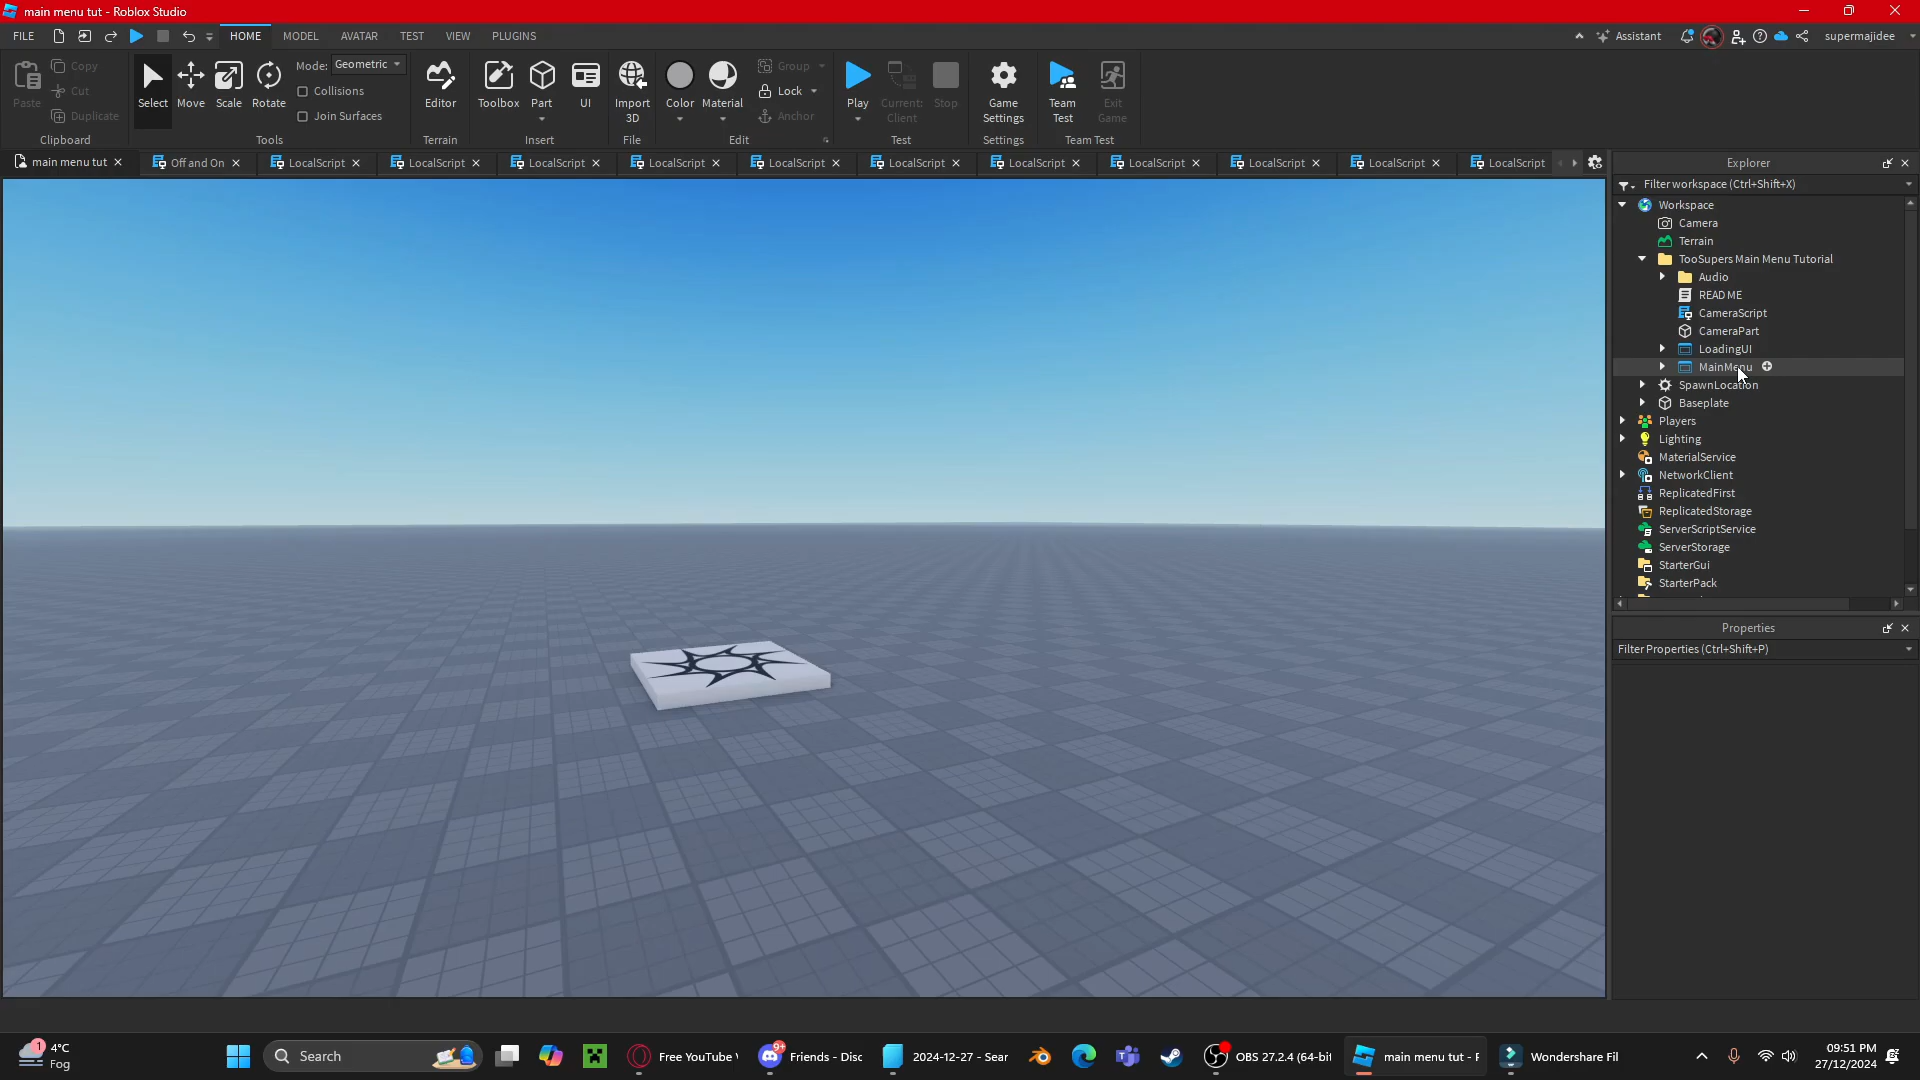 main menu tut - Roblox Studio
FILE HOME MODEL AVATAR TEST VIEW PLUGINS Assistant supermajidee
Paste Copy Cut Duplicate Clipboard
Select Move Scale Rotate Mode: Geometric Collisions Join Surfaces Tools
Editor Terrain
Toolbox Part UI Insert
Import 3D File
Color Material Group Lock Anchor Edit
Play Current: Client Stop Test
Game Settings Settings
Team Test Exit Game Team Test
main menu tut Off and On LocalScript LocalScript LocalScript LocalScript LocalScript LocalScript LocalScript LocalScript LocalScript LocalScript LocalScript
Explorer
Filter workspace (Ctrl+Shift+X)
Workspace
Camera
Terrain
TooSupers Main Menu Tutorial
Audio
READ ME
CameraScript
CameraPart
LoadingUI
MainMenu
SpawnLocation
Baseplate
Players
Lighting
MaterialService
NetworkClient
ReplicatedFirst
ReplicatedStorage
ServerScriptService
ServerStorage
StarterGui
StarterPack
Properties
Filter Properties (Ctrl+Shift+P)
1 4°C
Fog
Search
Free YouTube
9+ Friends - Disc
2024-12-27 - Sear
OBS 27.2.4 (64-bit
main menu tut - F
Wondershare Fil
09:51 PM
27/12/2024